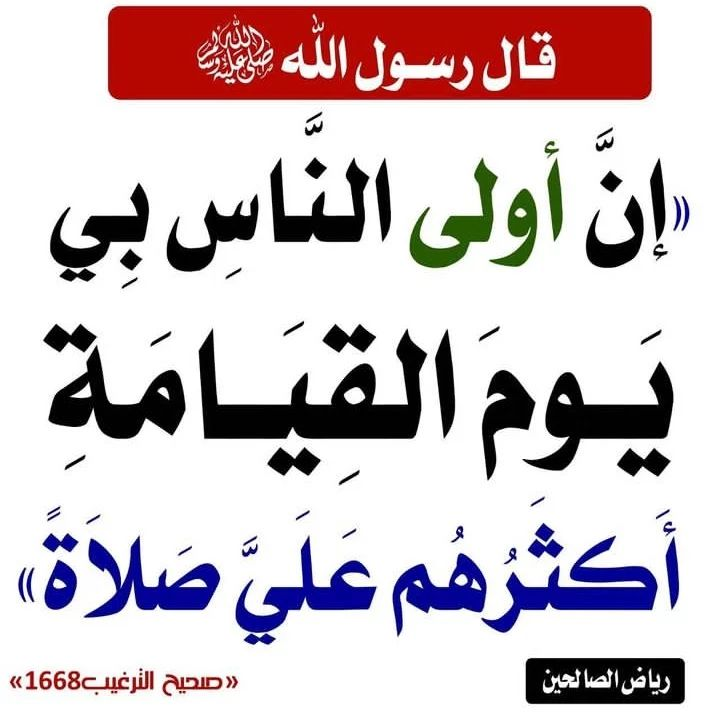 قال رسول الله ﷺ
«إنَّ أولى النَّاسِ بِي
يَومَ القِيَامَةِ
أَكثَرُهُم عَلَيَّ صَلاَةً»
رياض الصالحين
«صحيح الترغيب1668»